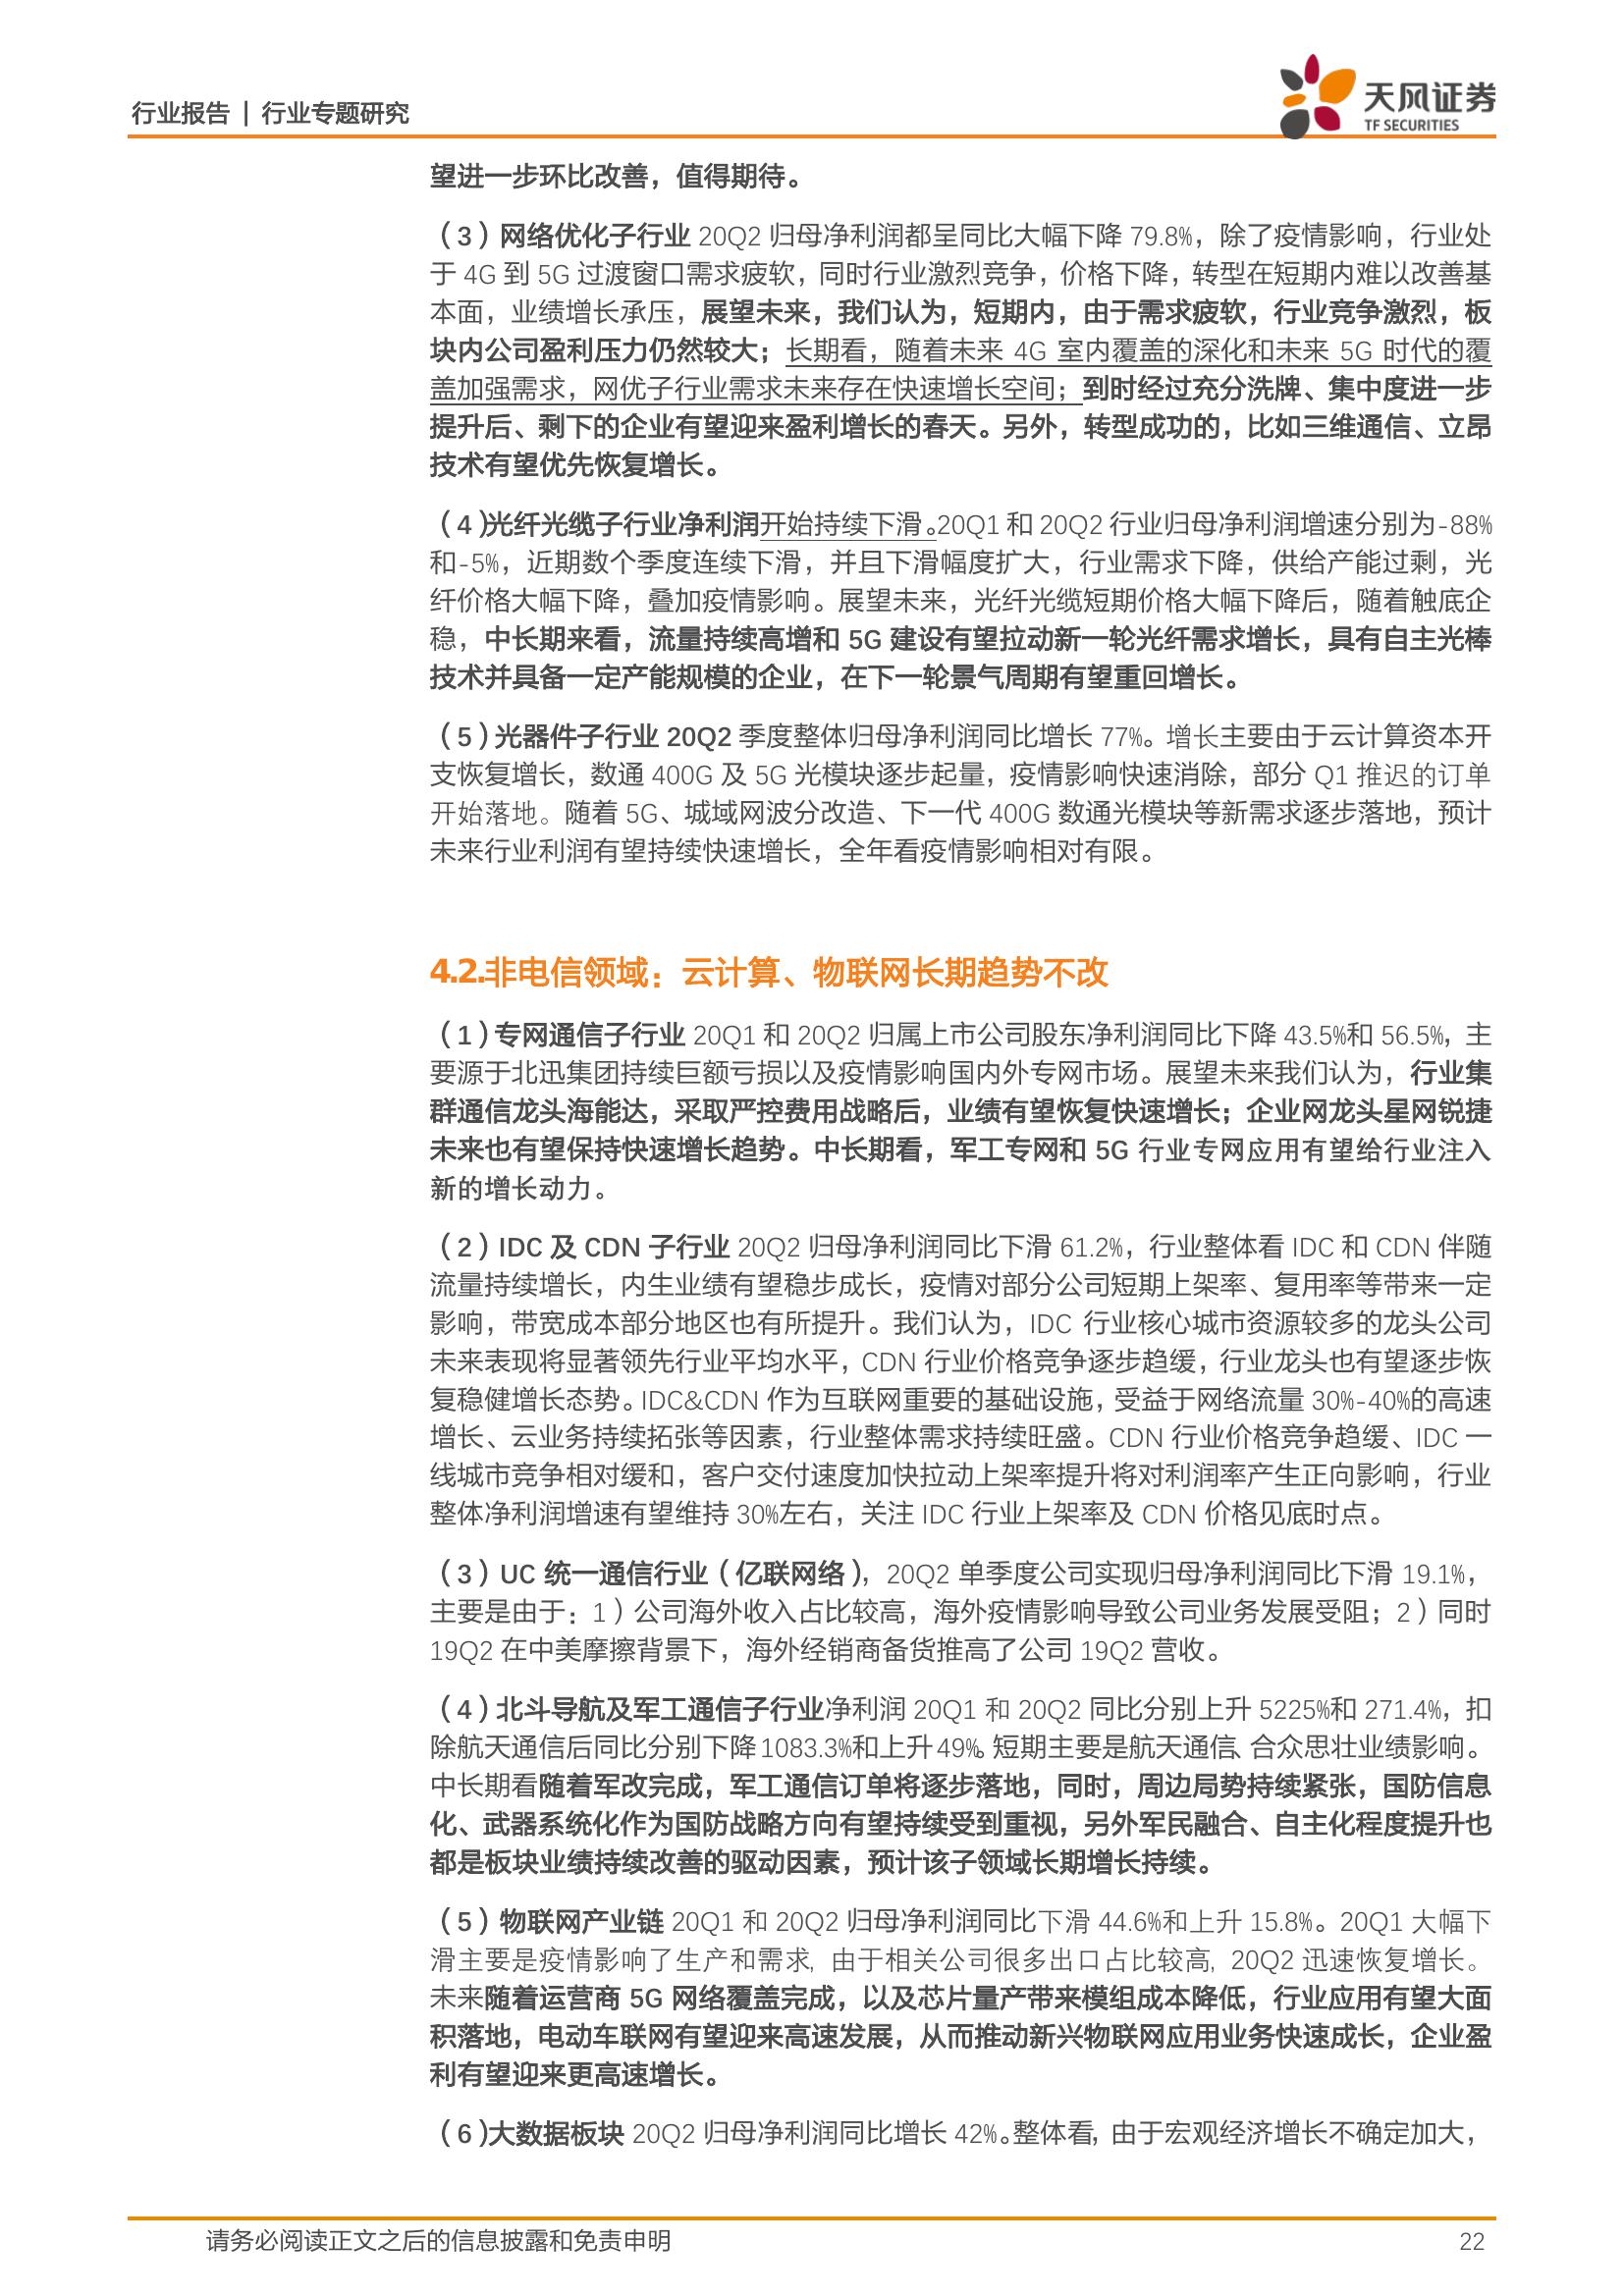 行业报告 | 行业专题研究
天风证券
TF SECURITIES
望进一步环比改善，值得期待。
（3）网络优化子行业 20Q2 归母净利润都呈同比大幅下降 79.8%，除了疫情影响，行业处
于 4G 到 5G 过渡窗口需求疲软，同时行业激烈竞争，价格下降，转型在短期内难以改善基
本面，业绩增长承压，展望未来，我们认为，短期内，由于需求疲软，行业竞争激烈，板
块内公司盈利压力仍然较大；长期看，随着未来 4G 室内覆盖的深化和未来 5G 时代的覆
盖加强需求，网优子行业需求未来存在快速增长空间；到时经过充分洗牌、集中度进一步
提升后、剩下的企业有望迎来盈利增长的春天。另外，转型成功的，比如三维通信、立昂
技术有望优先恢复增长。
（4）光纤光缆子行业净利润开始持续下滑。20Q1 和 20Q2 行业归母净利润增速分别为-88%
和-5%，近期数个季度连续下滑，并且下滑幅度扩大，行业需求下降，供给产能过剩，光
纤价格大幅下降，叠加疫情影响。展望未来，光纤光缆短期价格大幅下降后，随着触底企
稳，中长期来看，流量持续高增和 5G 建设有望拉动新一轮光纤需求增长，具有自主光棒
技术并具备一定产能规模的企业，在下一轮景气周期有望重回增长。
（5）光器件子行业 20Q2 季度整体归母净利润同比增长 77%。增长主要由于云计算资本开
支恢复增长，数通 400G 及 5G 光模块逐步起量，疫情影响快速消除，部分 Q1 推迟的订单
开始落地。随着 5G、城域网波分改造、下一代 400G 数通光模块等新需求逐步落地，预计
未来行业利润有望持续快速增长，全年看疫情影响相对有限。
4.2.非电信领域：云计算、物联网长期趋势不改
（1）专网通信子行业 20Q1 和 20Q2 归属上市公司股东净利润同比下降 43.5%和 56.5%，主
要源于北迅集团持续巨额亏损以及疫情影响国内外专网市场。展望未来我们认为，行业集
群通信龙头海能达，采取严控费用战略后，业绩有望恢复快速增长；企业网龙头星网锐捷
未来也有望保持快速增长趋势。中长期看，军工专网和 5G 行业专网应用有望给行业注入
新的增长动力。
（2）IDC 及 CDN 子行业 20Q2 归母净利润同比下滑 61.2%，行业整体看 IDC 和 CDN 伴随
流量持续增长，内生业绩有望稳步成长，疫情对部分公司短期上架率、复用率等带来一定
影响，带宽成本部分地区也有所提升。我们认为，IDC 行业核心城市资源较多的龙头公司
未来表现将显著领先行业平均水平，CDN 行业价格竞争逐步趋缓，行业龙头也有望逐步恢
复稳健增长态势。IDC&CDN 作为互联网重要的基础设施，受益于网络流量 30%-40%的高速
增长、云业务持续拓张等因素，行业整体需求持续旺盛。CDN 行业价格竞争趋缓、IDC 一
线城市竞争相对缓和，客户交付速度加快拉动上架率提升将对利润率产生正向影响，行业
整体净利润增速有望维持 30%左右，关注 IDC 行业上架率及 CDN 价格见底时点。
（3）UC 统一通信行业（亿联网络），20Q2 单季度公司实现归母净利润同比下滑 19.1%，
主要是由于：1）公司海外收入占比较高，海外疫情影响导致公司业务发展受阻；2）同时
19Q2 在中美摩擦背景下，海外经销商备货推高了公司 19Q2 营收。
（4）北斗导航及军工通信子行业净利润 20Q1 和 20Q2 同比分别上升 5225%和 271.4%，扣
除航天通信后同比分别下降1083.3%和上升49%。短期主要是航天通信、合众思壮业绩影响。
中长期看随着军改完成，军工通信订单将逐步落地，同时，周边局势持续紧张，国防信息
化、武器系统化作为国防战略方向有望持续受到重视，另外军民融合、自主化程度提升也
都是板块业绩持续改善的驱动因素，预计该子领域长期增长持续。
（5）物联网产业链 20Q1 和 20Q2 归母净利润同比下滑 44.6%和上升 15.8%。20Q1 大幅下
滑主要是疫情影响了生产和需求，由于相关公司很多出口占比较高，20Q2 迅速恢复增长。
未来随着运营商 5G 网络覆盖完成，以及芯片量产带来模组成本降低，行业应用有望大面
积落地，电动车联网有望迎来高速发展，从而推动新兴物联网应用业务快速成长，企业盈
利有望迎来更高速增长。
（6）大数据板块 20Q2 归母净利润同比增长 42%。整体看，由于宏观经济增长不确定加大，
请务必阅读正文之后的信息披露和免责申明
22